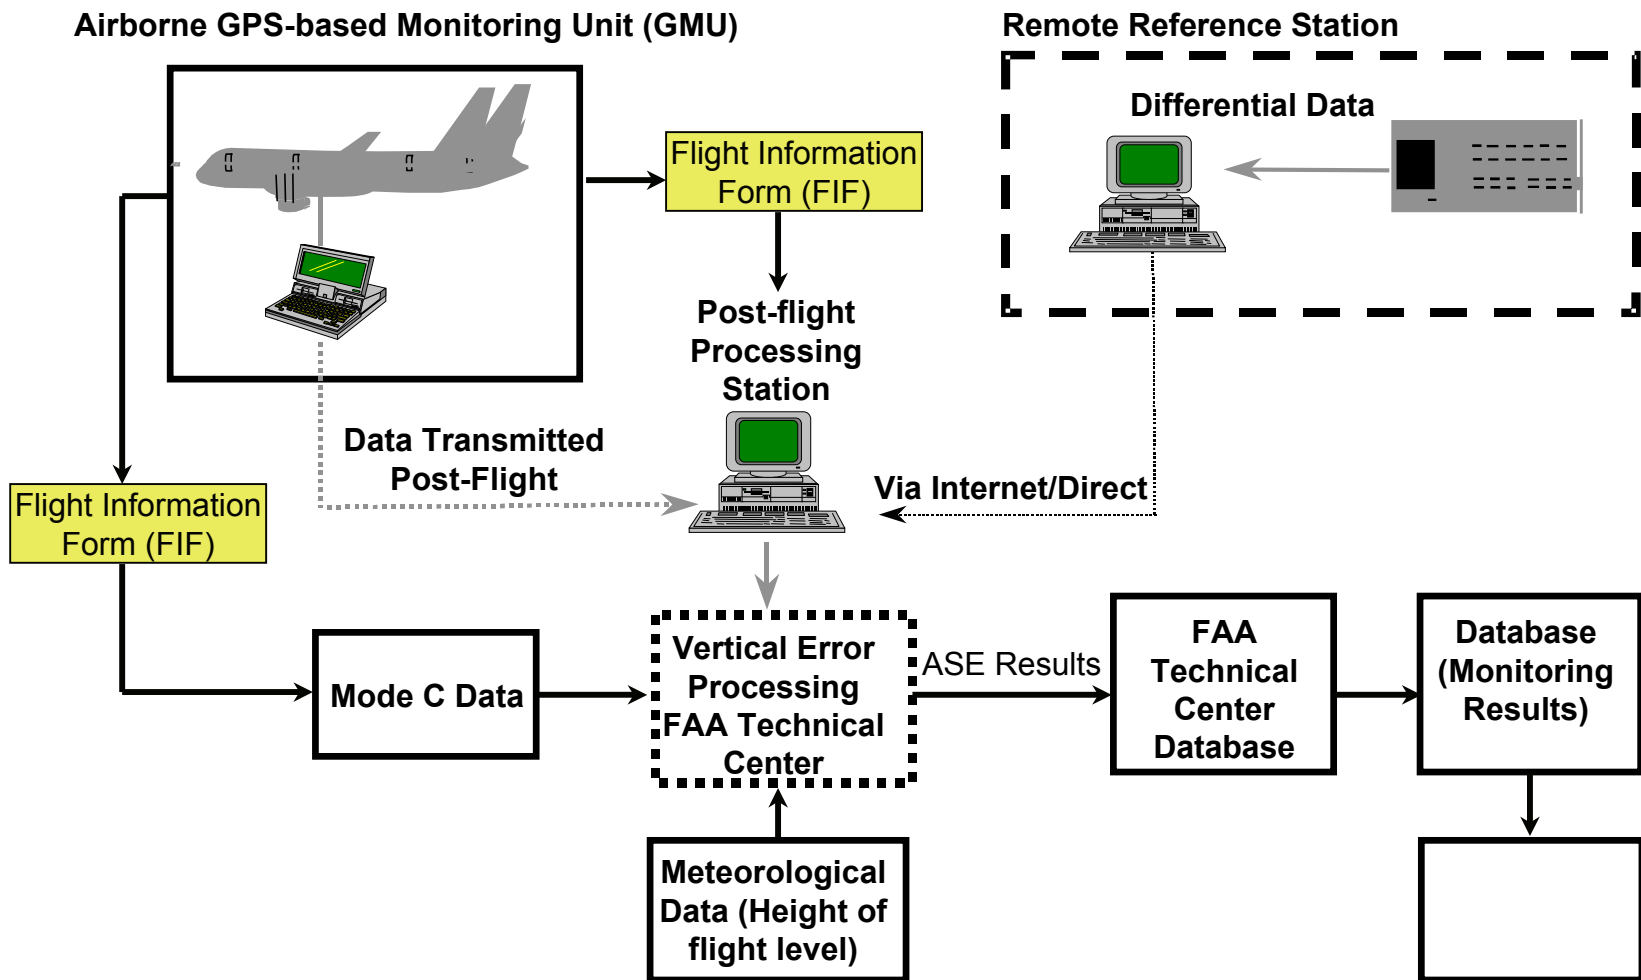 Airborne GPS-based Monitoring Unit (GMU)
Remote Reference Station
Differential Data
Flight Information
Form (FIF)
Post-flight
Processing
Station
Data Transmitted
Post-Flight
Via Internet/Direct
Flight Information
Form (FIF)
Mode C Data
Vertical Error
Processing
FAA Technical
Center
ASE Results
FAA
Technical
Center
Database
Database
(Monitoring
Results)
Meteorological
Data (Height of
flight level)